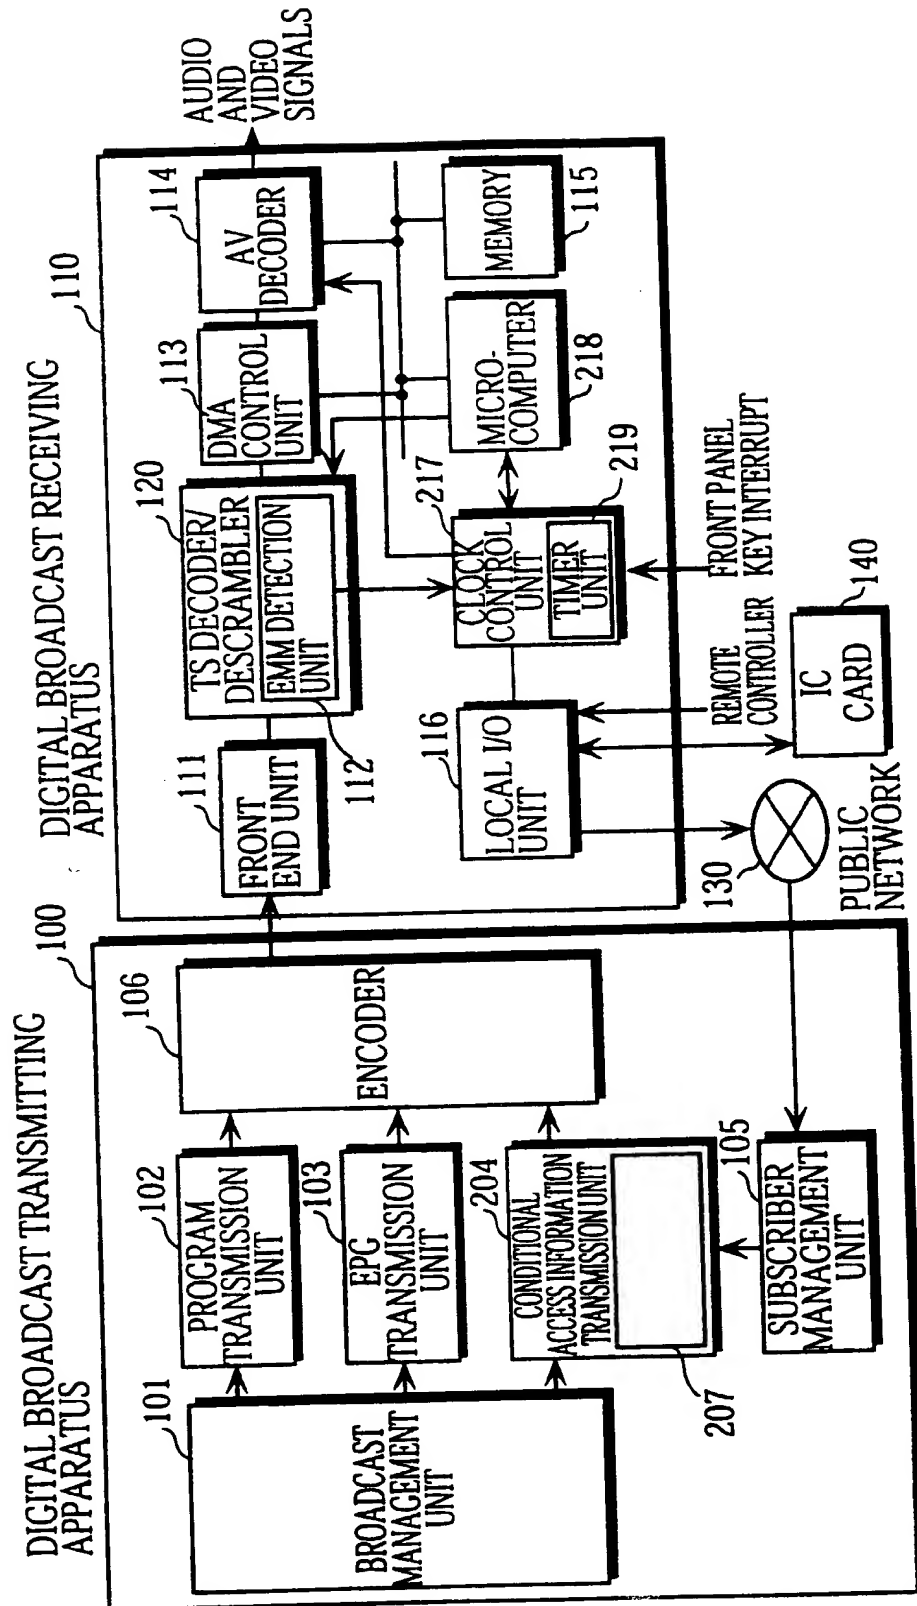 DIGITAL BROADCAST TRANSMITTING
APPARATUS
100
101
BROADCAST
MANAGEMENT
UNIT
102
PROGRAM
TRANSMISSION
UNIT
103
EPG
TRANSMISSION
UNIT
204
CONDITIONAL
ACCESS INFORMATION
TRANSMISSION UNIT
207
105
SUBSCRIBER
MANAGEMENT
UNIT
106
ENCODER
DIGITAL BROADCAST RECEIVING
APPARATUS
110
111
FRONT
END UNIT
120
TS DECODER/
DESCRAMBLER
EMM DETECTION
UNIT
112
113
DMA
CONTROL
UNIT
114
AV
DECODER
AUDIO
AND
VIDEO
SIGNALS
116
LOCAL I/O
UNIT
217
CLOCK
CONTROL
UNIT
TIMER
UNIT
219
MICRO-
COMPUTER
218
MEMORY
115
REMOTE
CONTROLLER
FRONT PANEL
KEY INTERRUPT
130
PUBLIC
NETWORK
IC
CARD
140